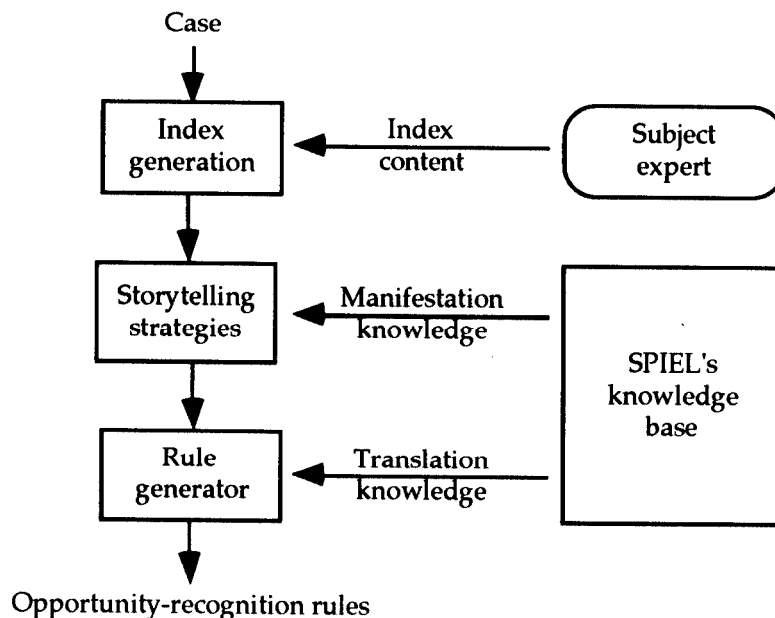 Case
Index
generation
Index
content
Subject
expert
Storytelling
strategies
Manifestation
knowledge
SPIEL's
knowledge
base
Rule
generator
Translation
knowledge
Opportunity-recognition rules